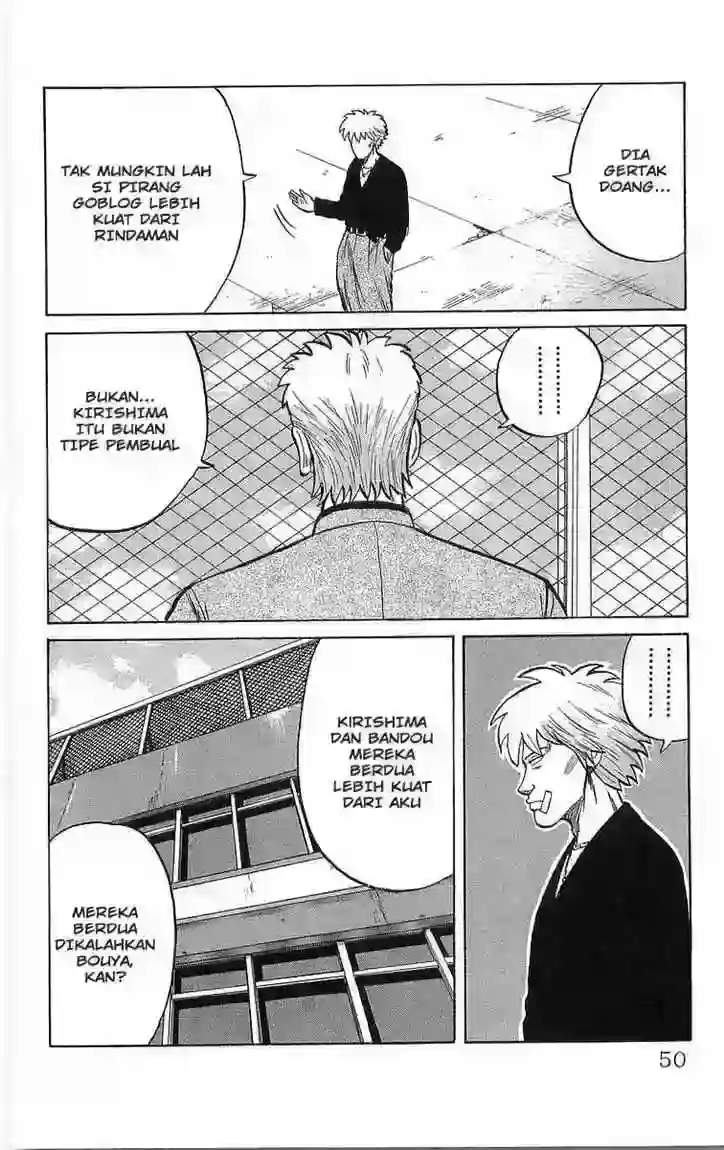 DIA
GERTAK
DOANG...
TAK MUNGKIN LAH
SI PIRANG
GOBLOG LEBIH
KUAT DARI
RINDAMAN
BUKAN...
KIRISHIMA
ITU BUKAN
TIPE PEMBUAL
KIRISHIMA
DAN BANDOU
MEREKA
BERDUA
LEBIH KUAT
DARI AKU
MEREKA
BERDUA
DIKALAHKAN
BOUYA,
KAN?
50